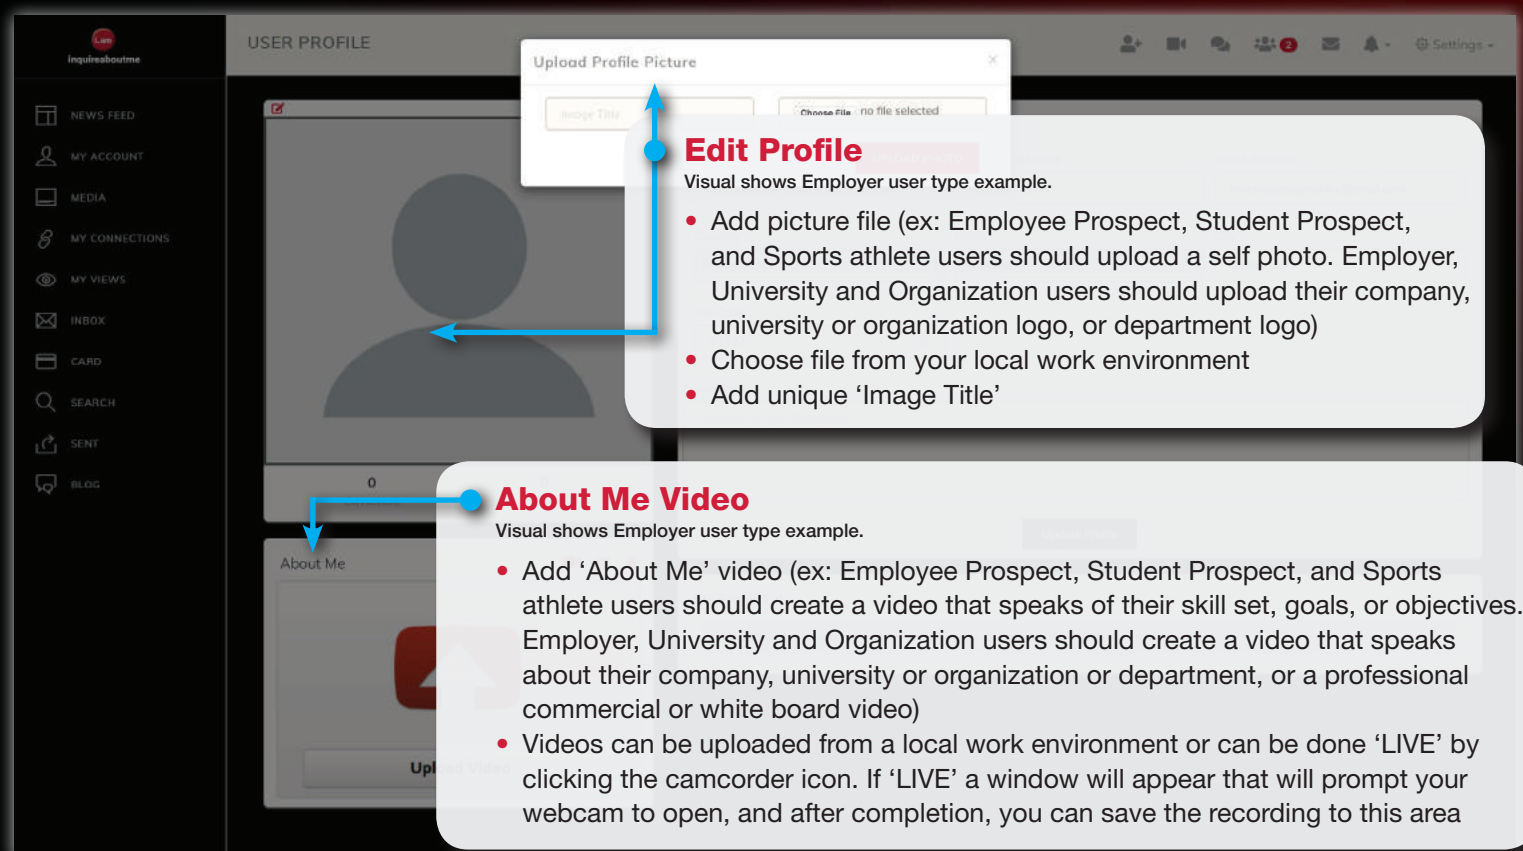 I.am
inquireaboutme
USER PROFILE
2
Settings
NEWS FEED
MY ACCOUNT
MEDIA
MY CONNECTIONS
MY VIEWS
INBOX
CARD
SEARCH
SENT
BLOG
Upload Profile Picture
×
Image Title
Choose File no file selected
Edit Profile
Visual shows Employer user type example.
• Add picture file (ex: Employee Prospect, Student Prospect,
and Sports athlete users should upload a self photo. Employer,
University and Organization users should upload their company,
university or organization logo, or department logo)
• Choose file from your local work environment
• Add unique ‘Image Title’
0
About Me Video
Visual shows Employer user type example.
• Add ‘About Me’ video (ex: Employee Prospect, Student Prospect, and Sports
athlete users should create a video that speaks of their skill set, goals, or objectives.
Employer, University and Organization users should create a video that speaks
about their company, university or organization or department, or a professional
commercial or white board video)
• Videos can be uploaded from a local work environment or can be done ‘LIVE’ by
clicking the camcorder icon. If ‘LIVE’ a window will appear that will prompt your
webcam to open, and after completion, you can save the recording to this area
About Me
Upload Video